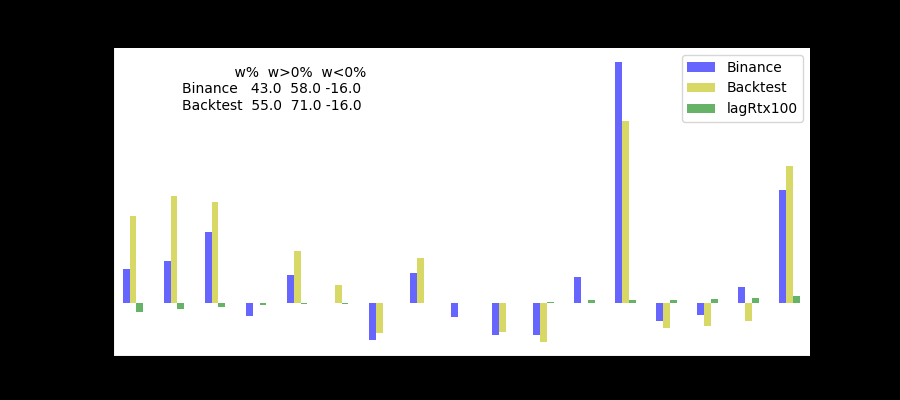 w% w>0% w<0%
Binance 43.0 58.0 -16.0
Backtest 55.0 71.0 -16.0
Binance
Backtest
lagRtx100